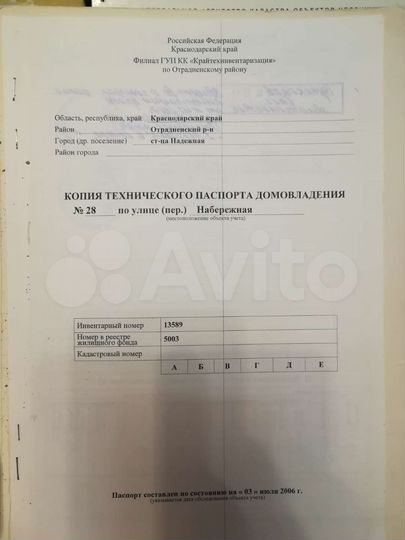 Российская Федерация
Краснодарский край
Филиал ГУП КК «Крайтехинвентаризация»
по Отрадненскому району
Область, республика, край Краснодарский край
Район Отрадненский р-н
Город (др. поселение) ст-ца Надежная
Район города
КОПИЯ ТЕХНИЧЕСКОГО ПАСПОРТА ДОМОВЛАДЕНИЯ
№ 28 по улице (пер.) Набережная
(местоположение объекта учета)
Avito
Инвентарный номер 13589
Номер в реестре
жилищного фонда 5003
Кадастровый номер
А Б В Г Д Е
Паспорт составлен по состоянию на « 03 » июля 2006 г.
(указывается дата обследования объекта учета)